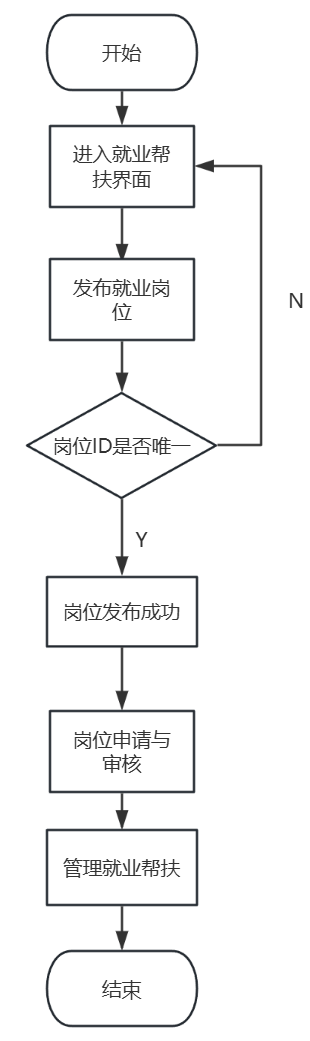 开始
进入就业帮
扶界面
发布就业岗
位
N
岗位ID是否唯一
Y
岗位发布成功
岗位申请与
审核
管理就业帮扶
结束